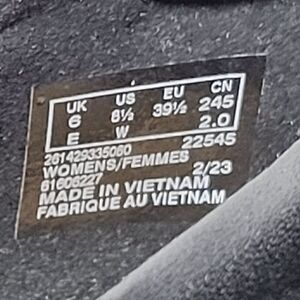 UK US EU CN
6 8½ 39½ 245
E W 2.0
261429335060 22545
WOMENS/FEMMES
61606227 2/23
MADE IN VIETNAM
FABRIQUE AU VIETNAM